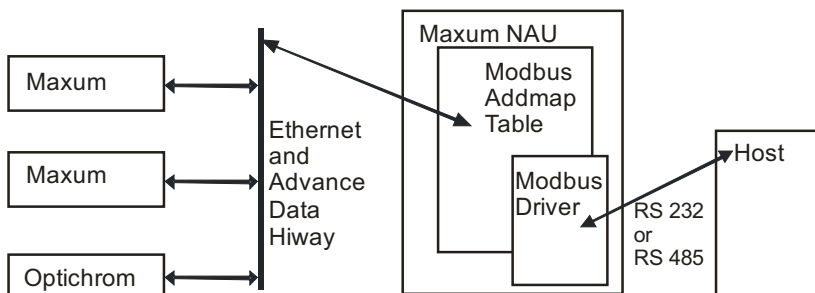 Maxum
Maxum
Optichrom
Ethernet
and
Advance
Data
Hiway
Maxum NAU
Modbus
Addmap
Table
Modbus
Driver
RS 232
or
RS 485
Host